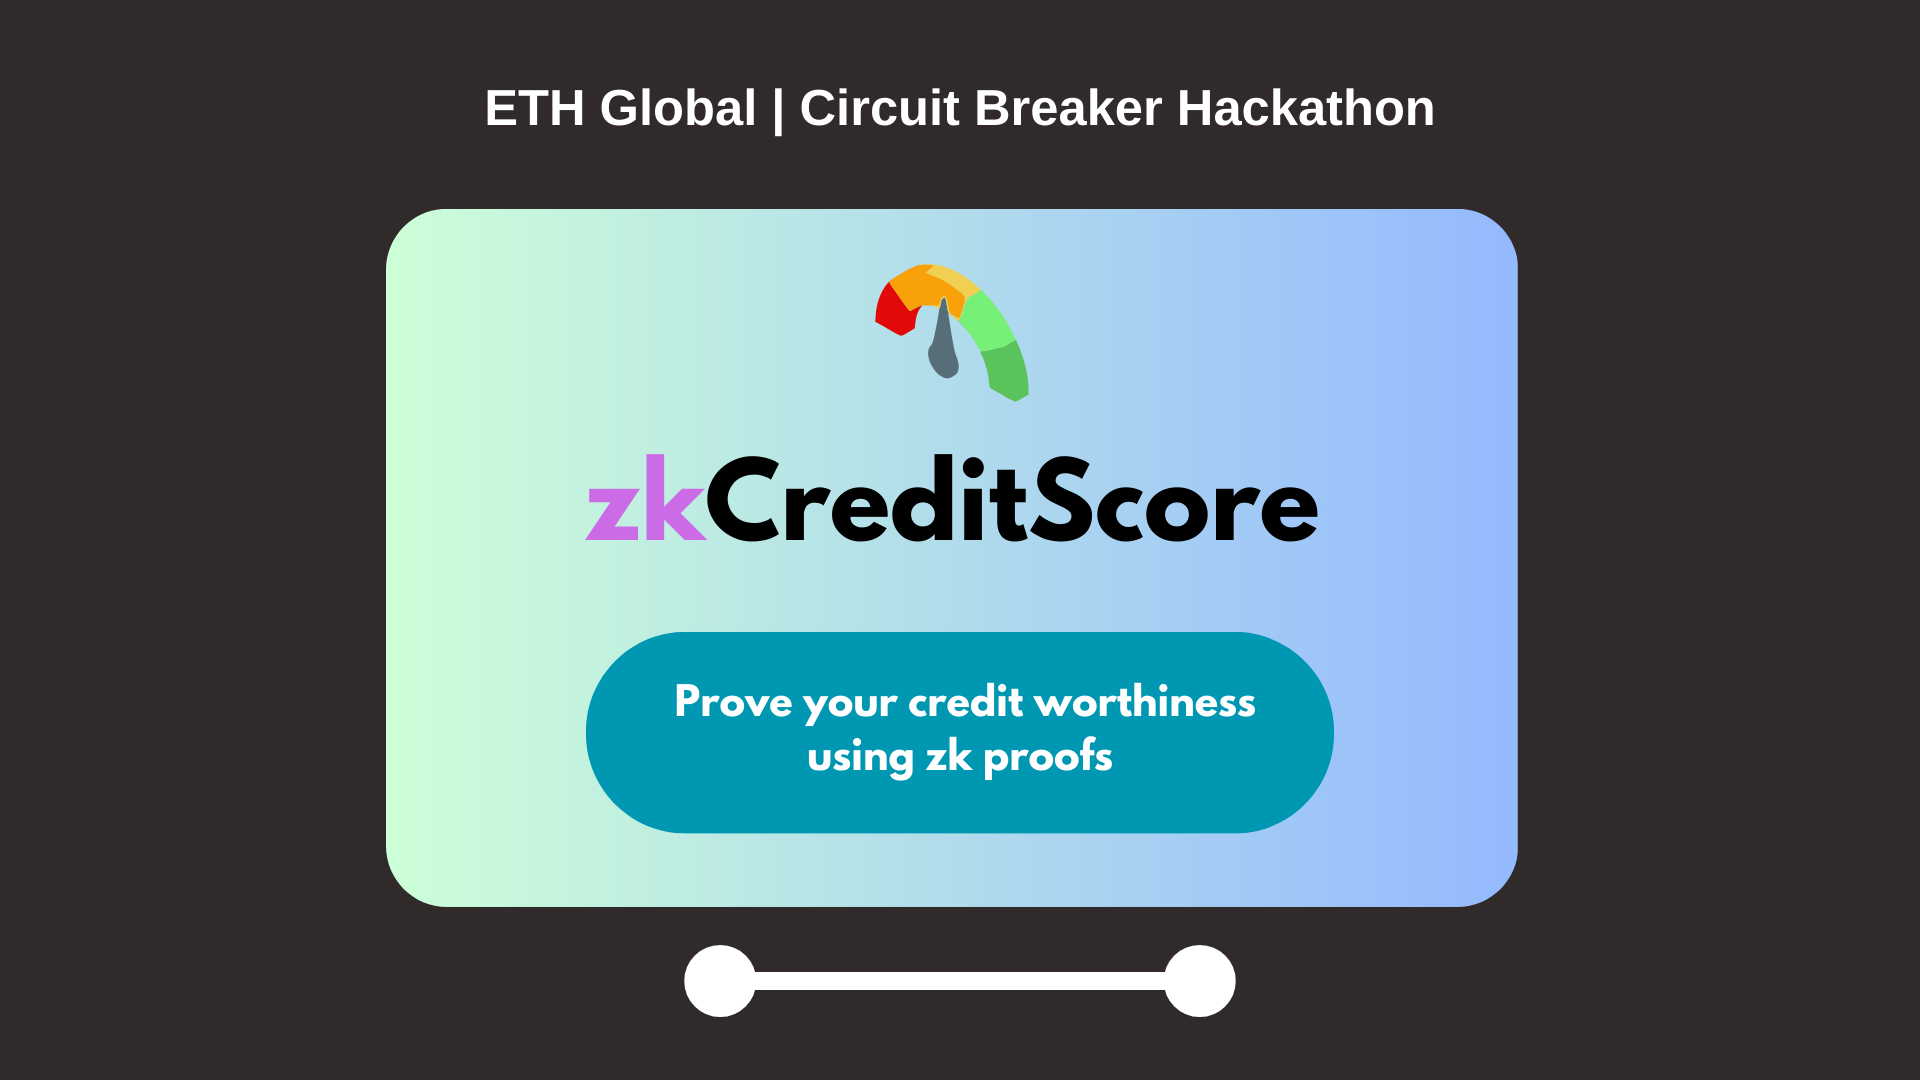 ETH Global | Circuit Breaker Hackathon
zkCreditScore
Prove your credit worthiness
using zk proofs